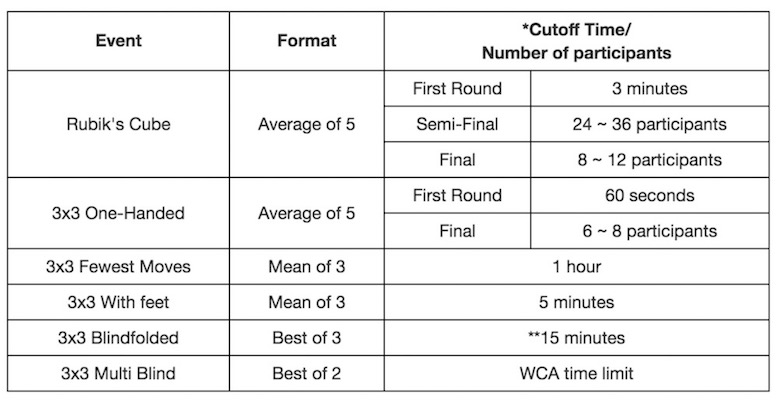 Event Format *Cutoff Time/
Number of participants
Rubik's Cube Average of 5 First Round 3 minutes
Semi-Final 24 ~ 36 participants
Final 8 ~ 12 participants
3x3 One-Handed Average of 5 First Round 60 seconds
Final 6 ~ 8 participants
3x3 Fewest Moves Mean of 3 1 hour
3x3 With feet Mean of 3 5 minutes
3x3 Blindfolded Best of 3 **15 minutes
3x3 Multi Blind Best of 2 WCA time limit